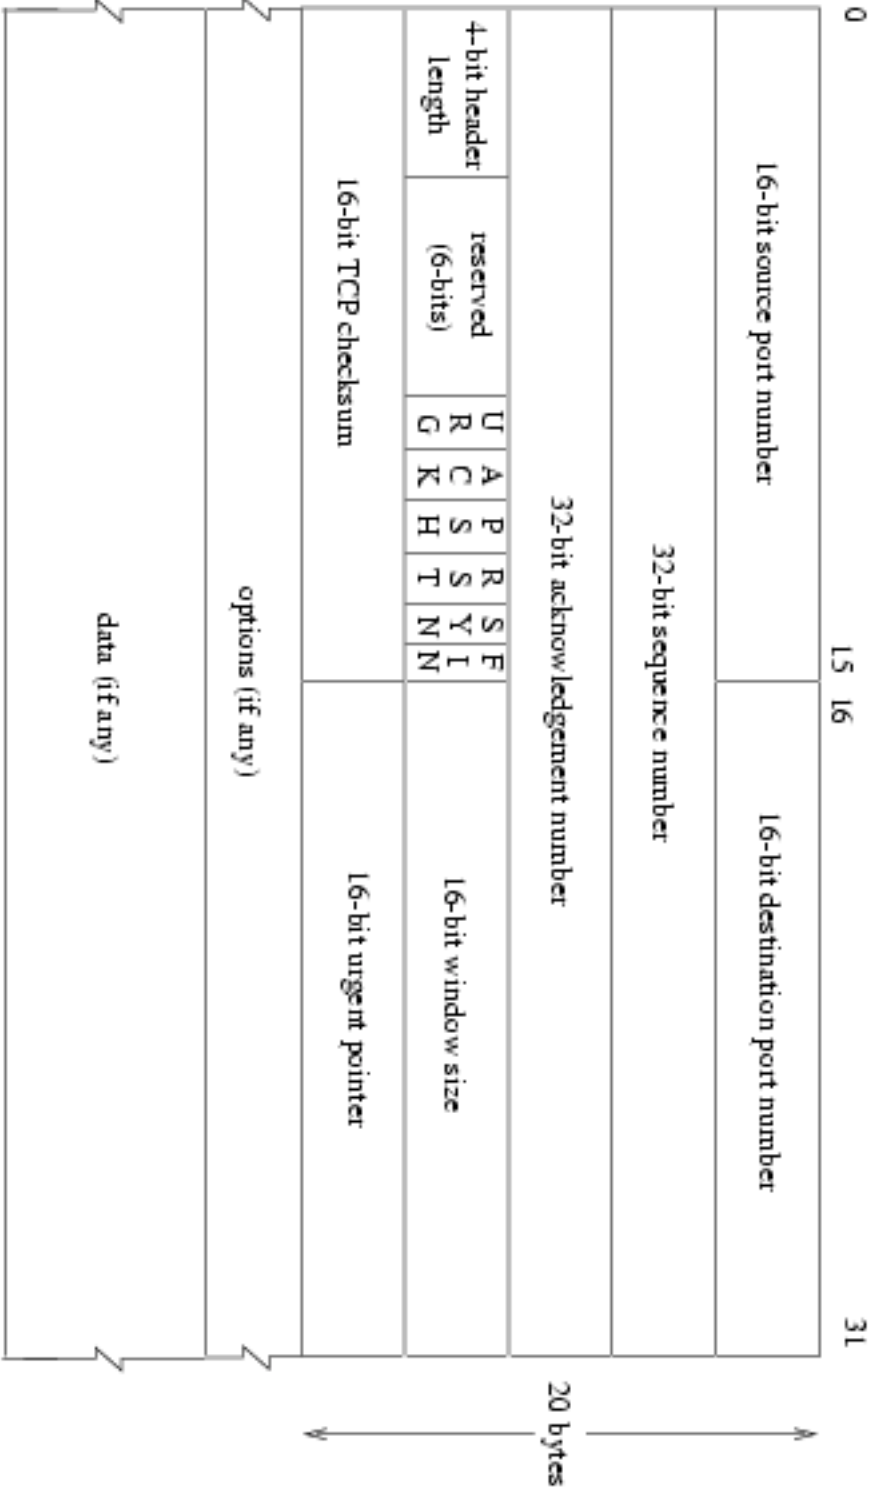 0 15 16 31
16-bit source port number 16-bit destination port number
32-bit sequence number
32-bit acknowledgement number
4-bit header
length
reserved
(6-bits)
U A P R S F
R C S S Y I
G K H T N N
16-bit window size
16-bit TCP checksum 16-bit urgent pointer
options (if any)
data (if any)
20 bytes